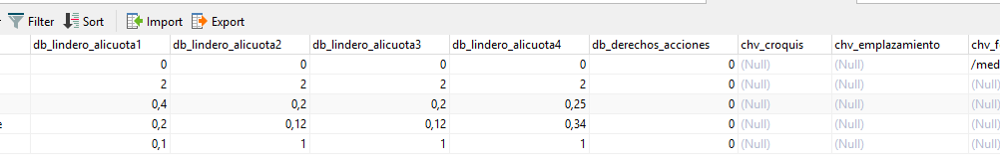 Filter Sort Import Export
db_lindero_alicuota1 db_lindero_alicuota2 db_lindero_alicuota3 db_lindero_alicuota4 db_derechos_acciones chv_croquis chv_emplazamiento chv_f
0 0 0 0 0 (Null) (Null) /med
2 2 2 2 0 (Null) (Null) (Null)
0,4 0,2 0,2 0,25 0 (Null) (Null) (Null)
e 0,2 0,12 0,12 0,34 0 (Null) (Null) (Null)
0,1 1 1 1 0 (Null) (Null) (Null)